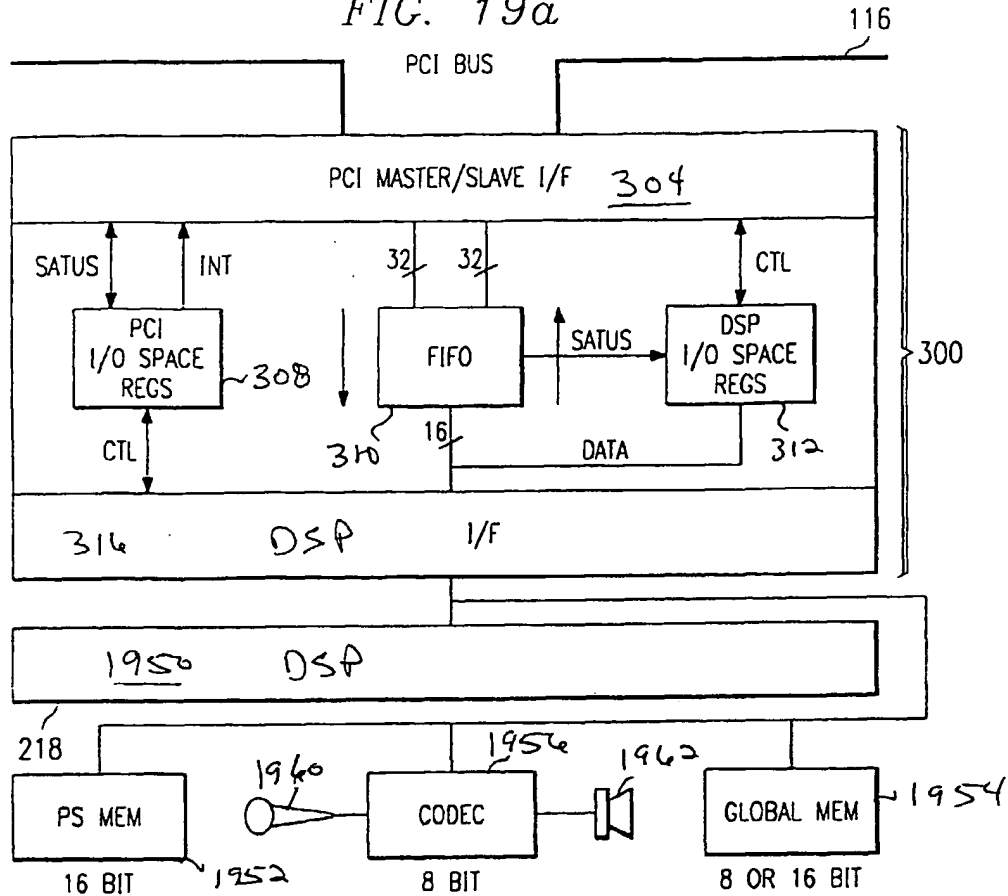 FIG. 19a
116
PCI BUS
PCI MASTER/SLAVE I/F 304
SATUS
INT
32
32
CTL
PCI
I/O SPACE
REGS
308
FIFO
310
SATUS
DSP
I/O SPACE
REGS
312
300
CTL
16
DATA
316 DSP I/F
1950 DSP
218
PS MEM
1952
16 BIT
1960
CODEC
1956
8 BIT
1962
GLOBAL MEM
1954
8 OR 16 BIT